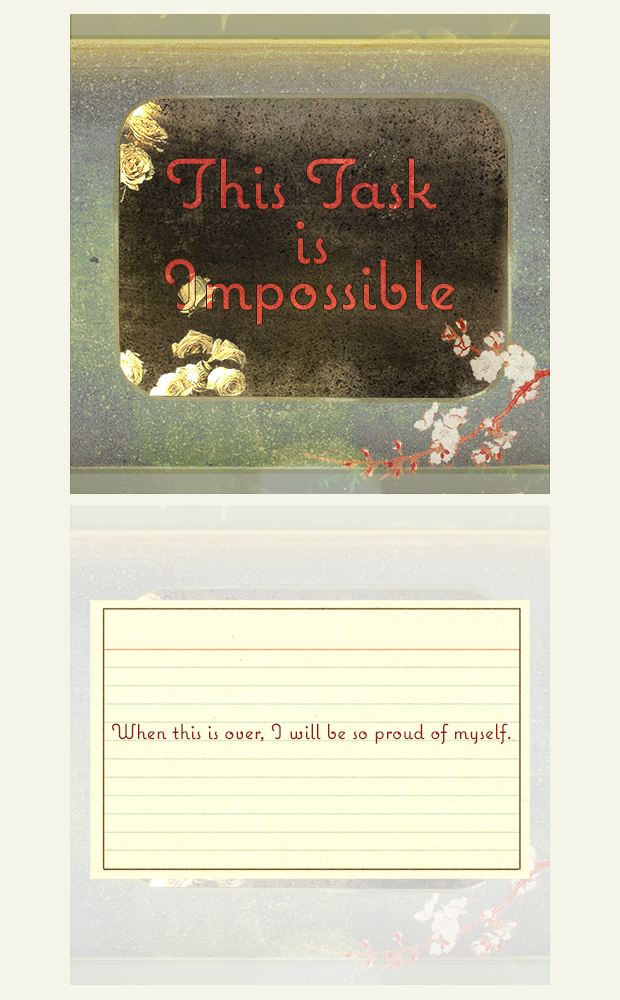 This Task
is
Impossible
When this is over, I will be so proud of myself.